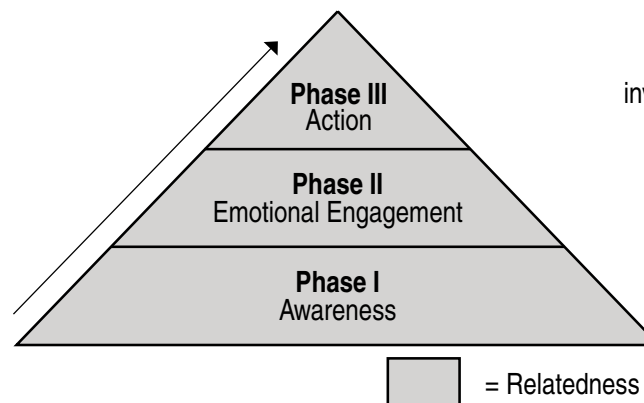 Phase III
Action
Phase II
Emotional Engagement
Phase I
Awareness
= Relatedness